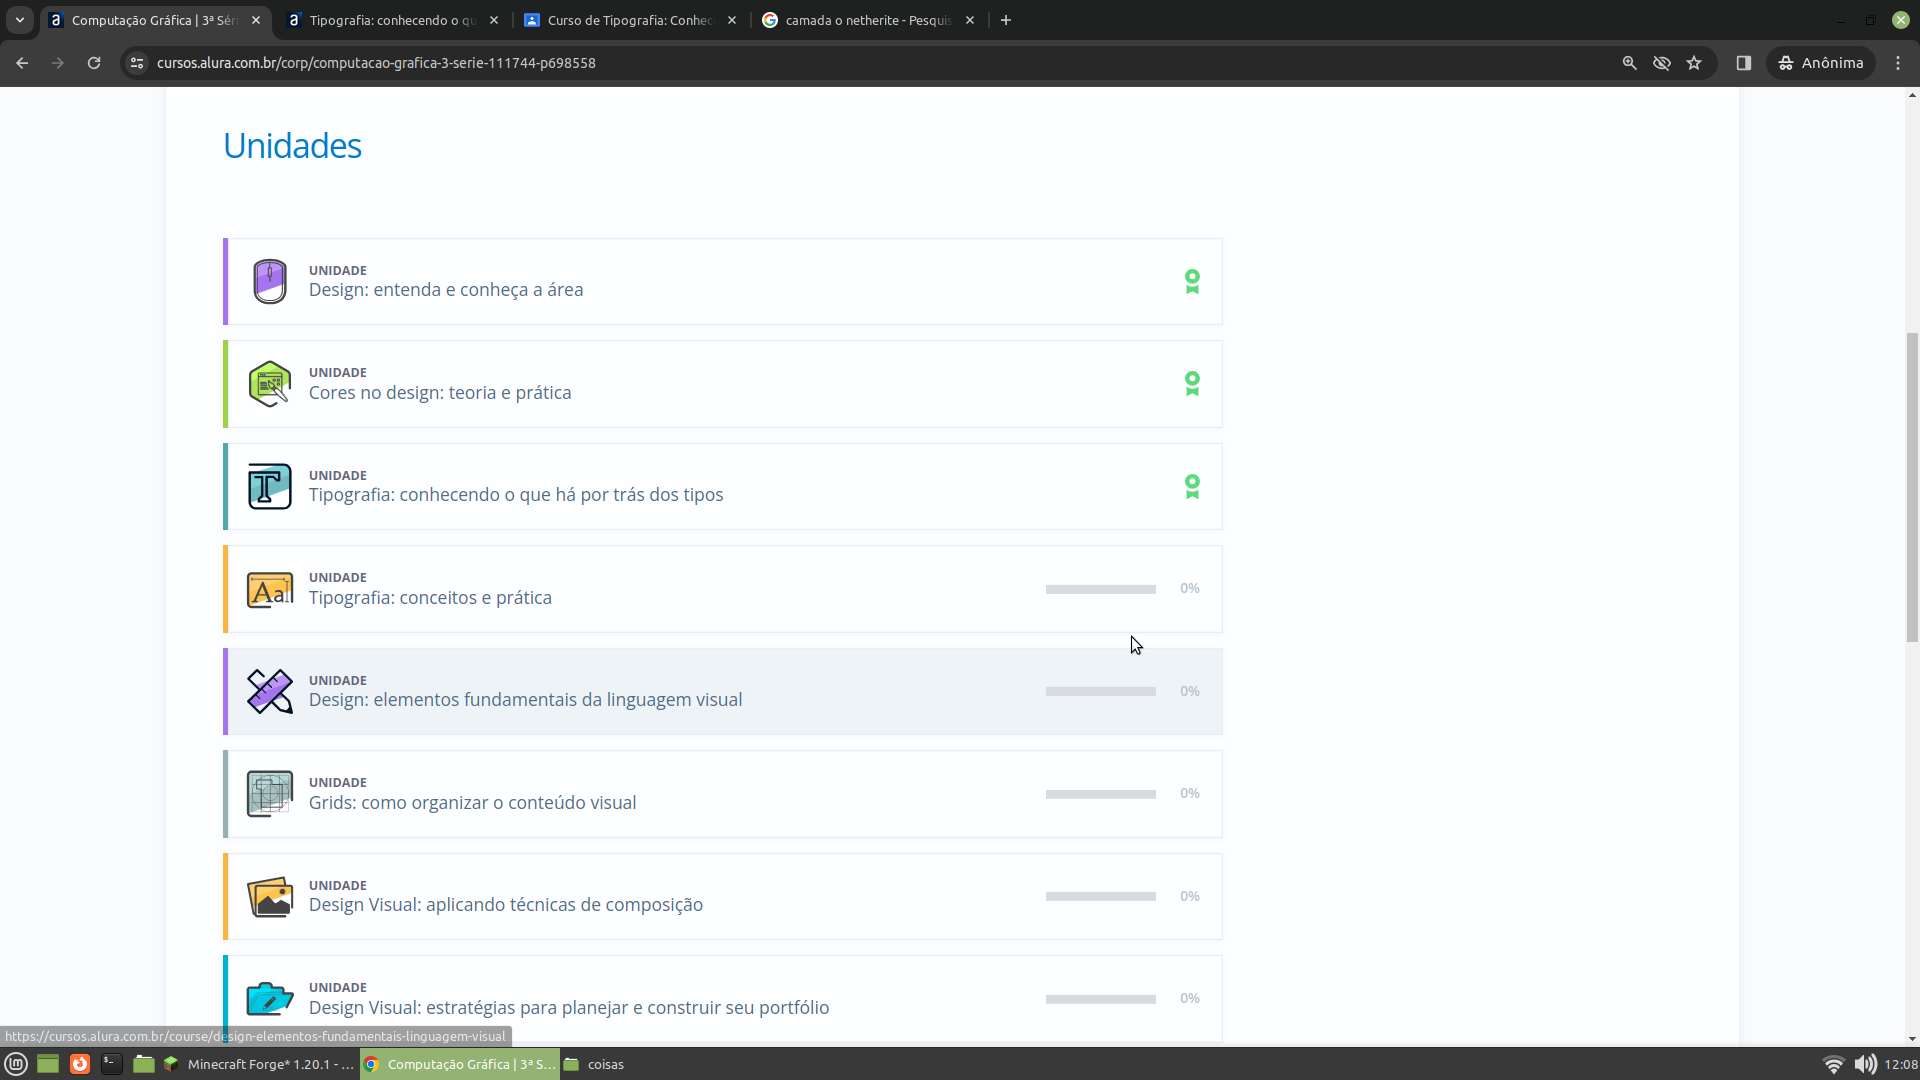 Computação Gráfica | 3ª Séri
Tipografia: conhecendo o qu
Curso de Tipografia: Conhec
camada o netherite - Pesquis
cursos.alura.com.br/corp/computacao-grafica-3-serie-111744-p698558
Anônima
Unidades
UNIDADE
Design: entenda e conheça a área
UNIDADE
Cores no design: teoria e prática
UNIDADE
Tipografia: conhecendo o que há por trás dos tipos
UNIDADE
Tipografia: conceitos e prática
0%
UNIDADE
Design: elementos fundamentais da linguagem visual
0%
UNIDADE
Grids: como organizar o conteúdo visual
0%
UNIDADE
Design Visual: aplicando técnicas de composição
0%
UNIDADE
Design Visual: estratégias para planejar e construir seu portfólio
0%
https://cursos.alura.com.br/course/design-elementos-fundamentais-linguagem-visual
Minecraft Forge* 1.20.1 - ...
Computação Gráfica | 3ª S...
coisas
12:08